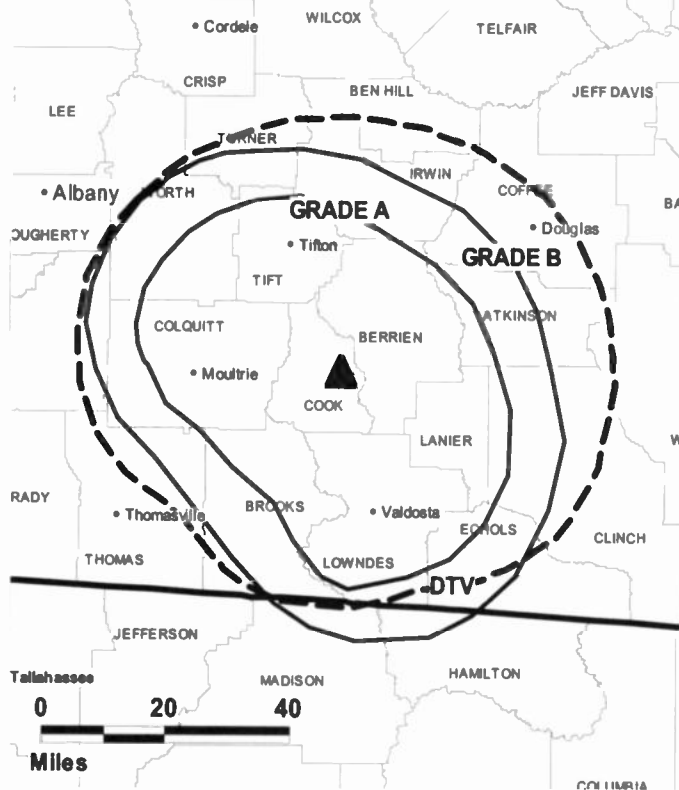 WILCOX
Cordele
TELFAIR
CRISP
BEN HILL
JEFF DAVIS
LEE
TURNER
IRWIN
Albany
WORTH
COFFEE
GRADE A
Douglas
OUGHERTY
Tifton
GRADE B
TIFT
ATKINSON
COLQUITT
BERRIEN
Moultrie
COOK
LANIER
RADY
BROOKS
Thomasville
Valdosta
ECHOLS
CLINCH
THOMAS
LOWNDES
DTV
JEFFERSON
Tallahassee
MADISON
HAMILTON
0 20 40
Miles
COLUMBIA